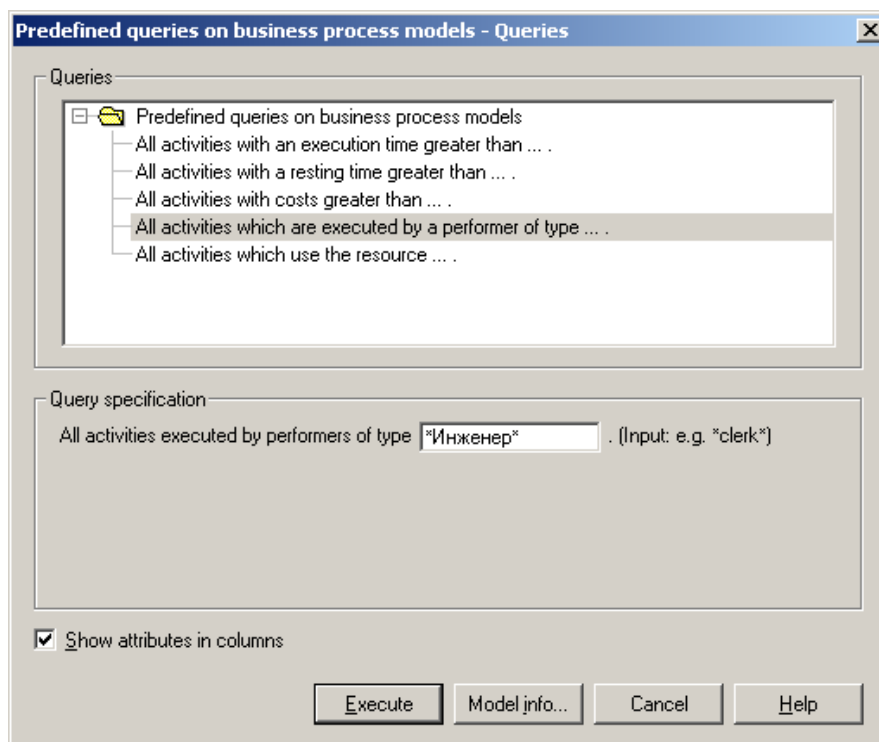 Predefined queries on business process models - Queries
Queries
Predefined queries on business process models
All activities with an execution time greater than ... .
All activities with a resting time greater than ... .
All activities with costs greater than ... .
All activities which are executed by a performer of type ... .
All activities which use the resource ... .
Query specification
All activities executed by performers of type *Инженер* . (Input: e.g. *clerk*)
Show attributes in columns
Execute Model info... Cancel Help